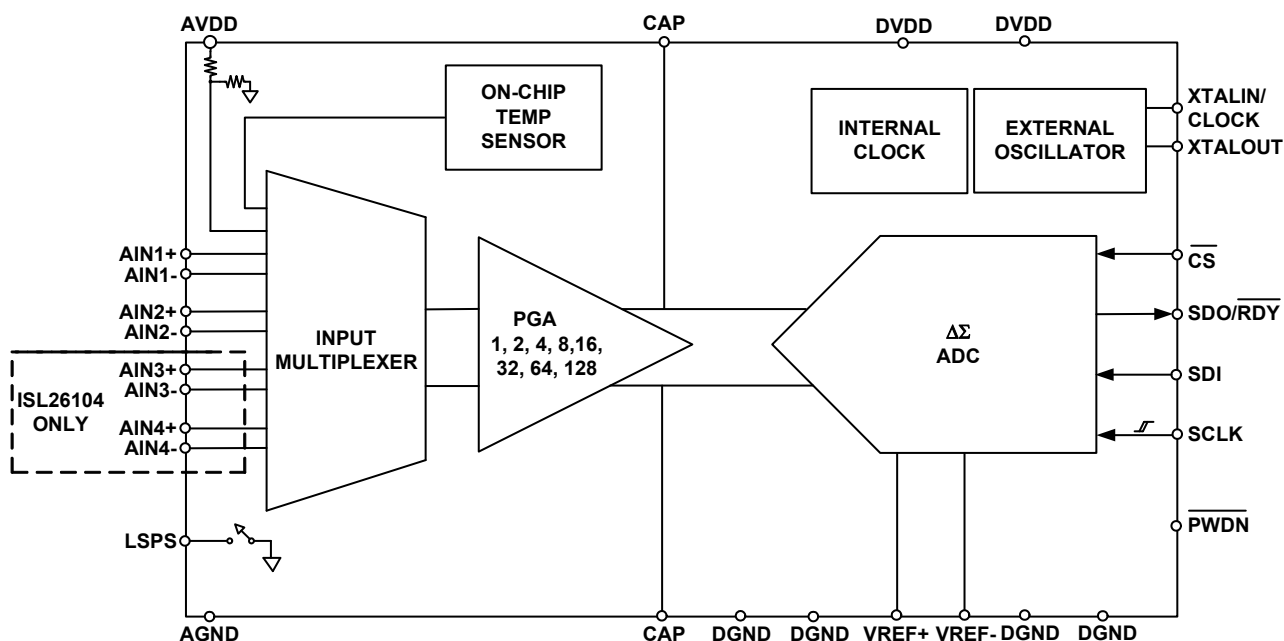 AVDD
CAP
DVDD
DVDD
ON-CHIP
TEMP
SENSOR
INTERNAL
CLOCK
EXTERNAL
OSCILLATOR
XTALIN/
CLOCK
XTALOUT
AIN1+
AIN1-
AIN2+
AIN2-
AIN3+
AIN3-
AIN4+
AIN4-
ISL26104
ONLY
LSPS
INPUT
MULTIPLEXER
PGA
1, 2, 4, 8,16,
32, 64, 128
ΔΣ
ADC
CS
SDO/RDY
SDI
SCLK
PWDN
AGND
CAP
DGND
DGND
VREF+
VREF-
DGND
DGND